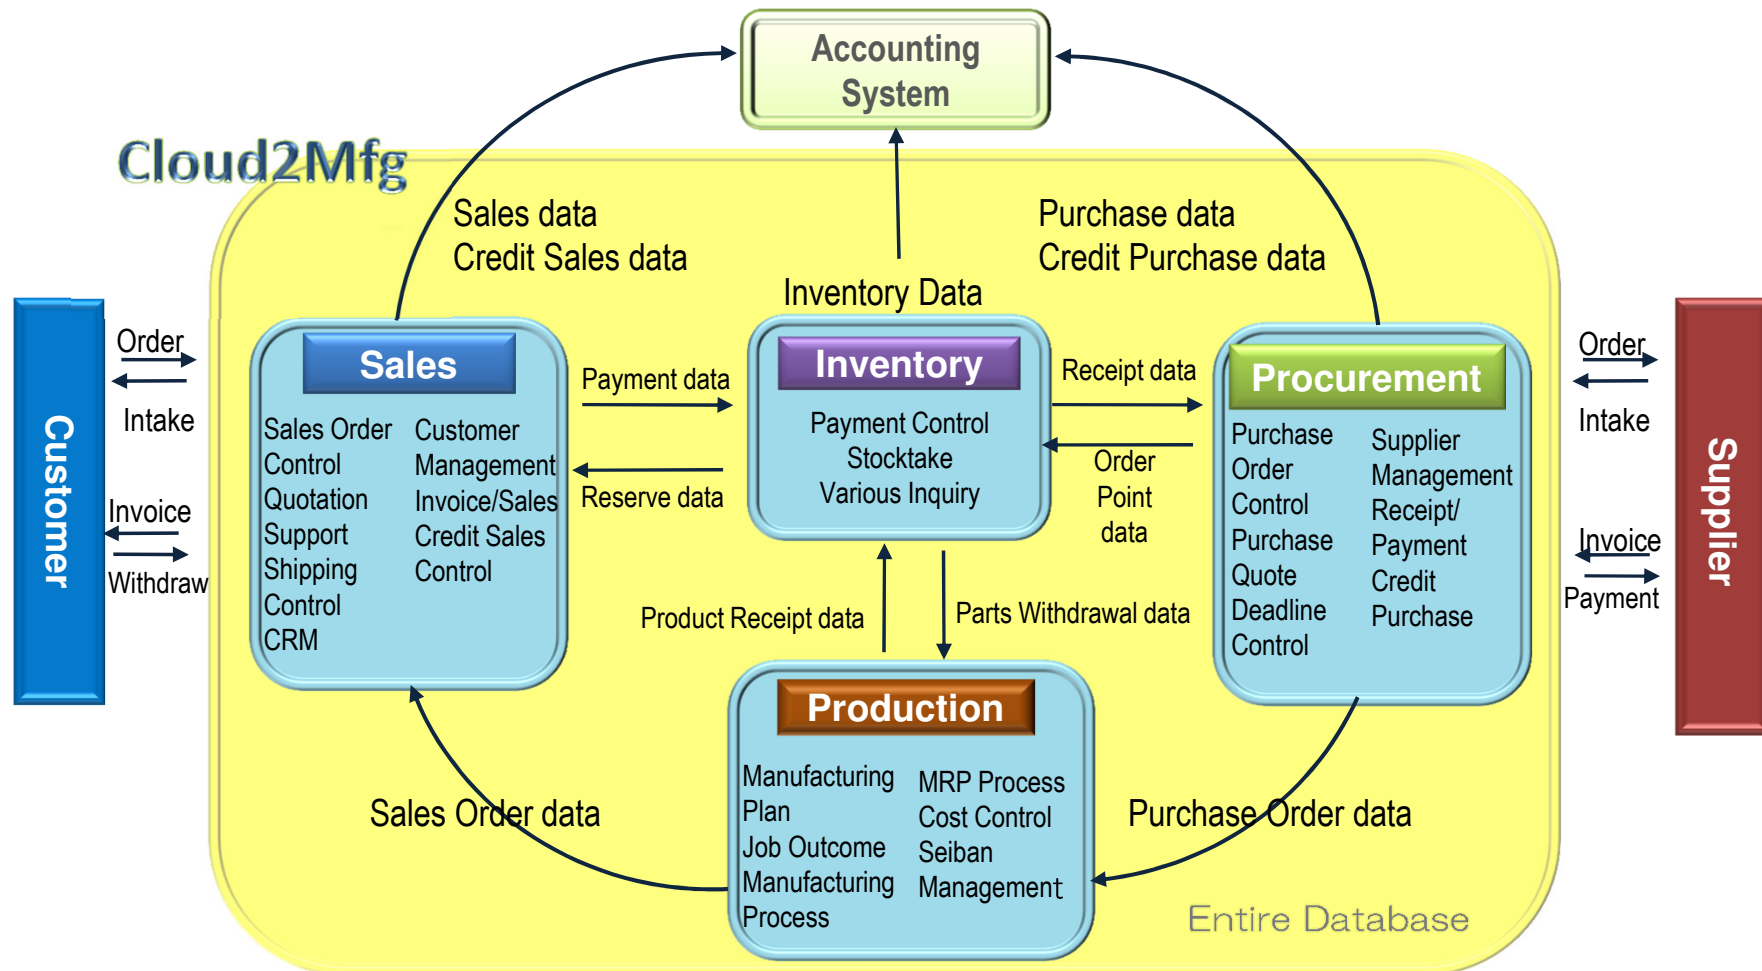 Accounting
System
Cloud2Mfg
Sales data
Credit Sales data
Purchase data
Credit Purchase data
Inventory Data
Customer
Order
Intake
Invoice
Withdraw
Sales
Sales Order
Control
Quotation
Support
Shipping
Control
CRM
Customer
Management
Invoice/Sales
Credit Sales
Control
Payment data
Reserve data
Inventory
Payment Control
Stocktake
Various Inquiry
Receipt data
Order
Point
data
Procurement
Purchase
Order
Control
Purchase
Quote
Deadline
Control
Supplier
Management
Receipt/
Payment
Credit
Purchase
Order
Intake
Invoice
Payment
Supplier
Product Receipt data
Parts Withdrawal data
Production
Manufacturing
Plan
Job Outcome
Manufacturing
Process
MRP Process
Cost Control
Seiban
Management
Sales Order data
Purchase Order data
Entire Database